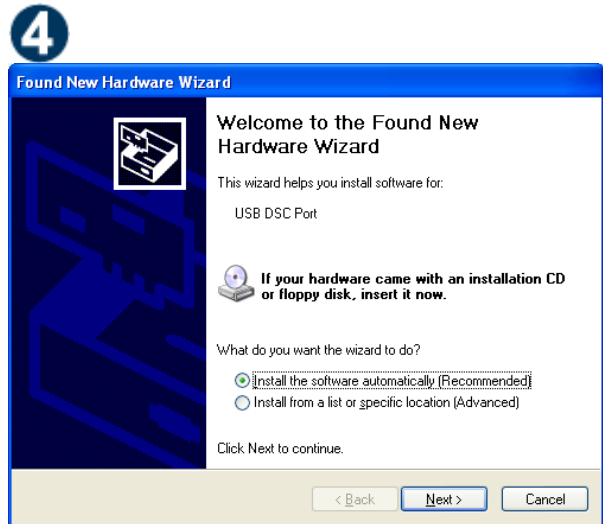 4
Found New Hardware Wizard
Welcome to the Found New
Hardware Wizard
This wizard helps you install software for:
USB DSC Port
If your hardware came with an installation CD
or floppy disk, insert it now.
What do you want the wizard to do?
Install the software automatically (Recommended)
Install from a list or specific location (Advanced)
Click Next to continue.
< Back Next > Cancel